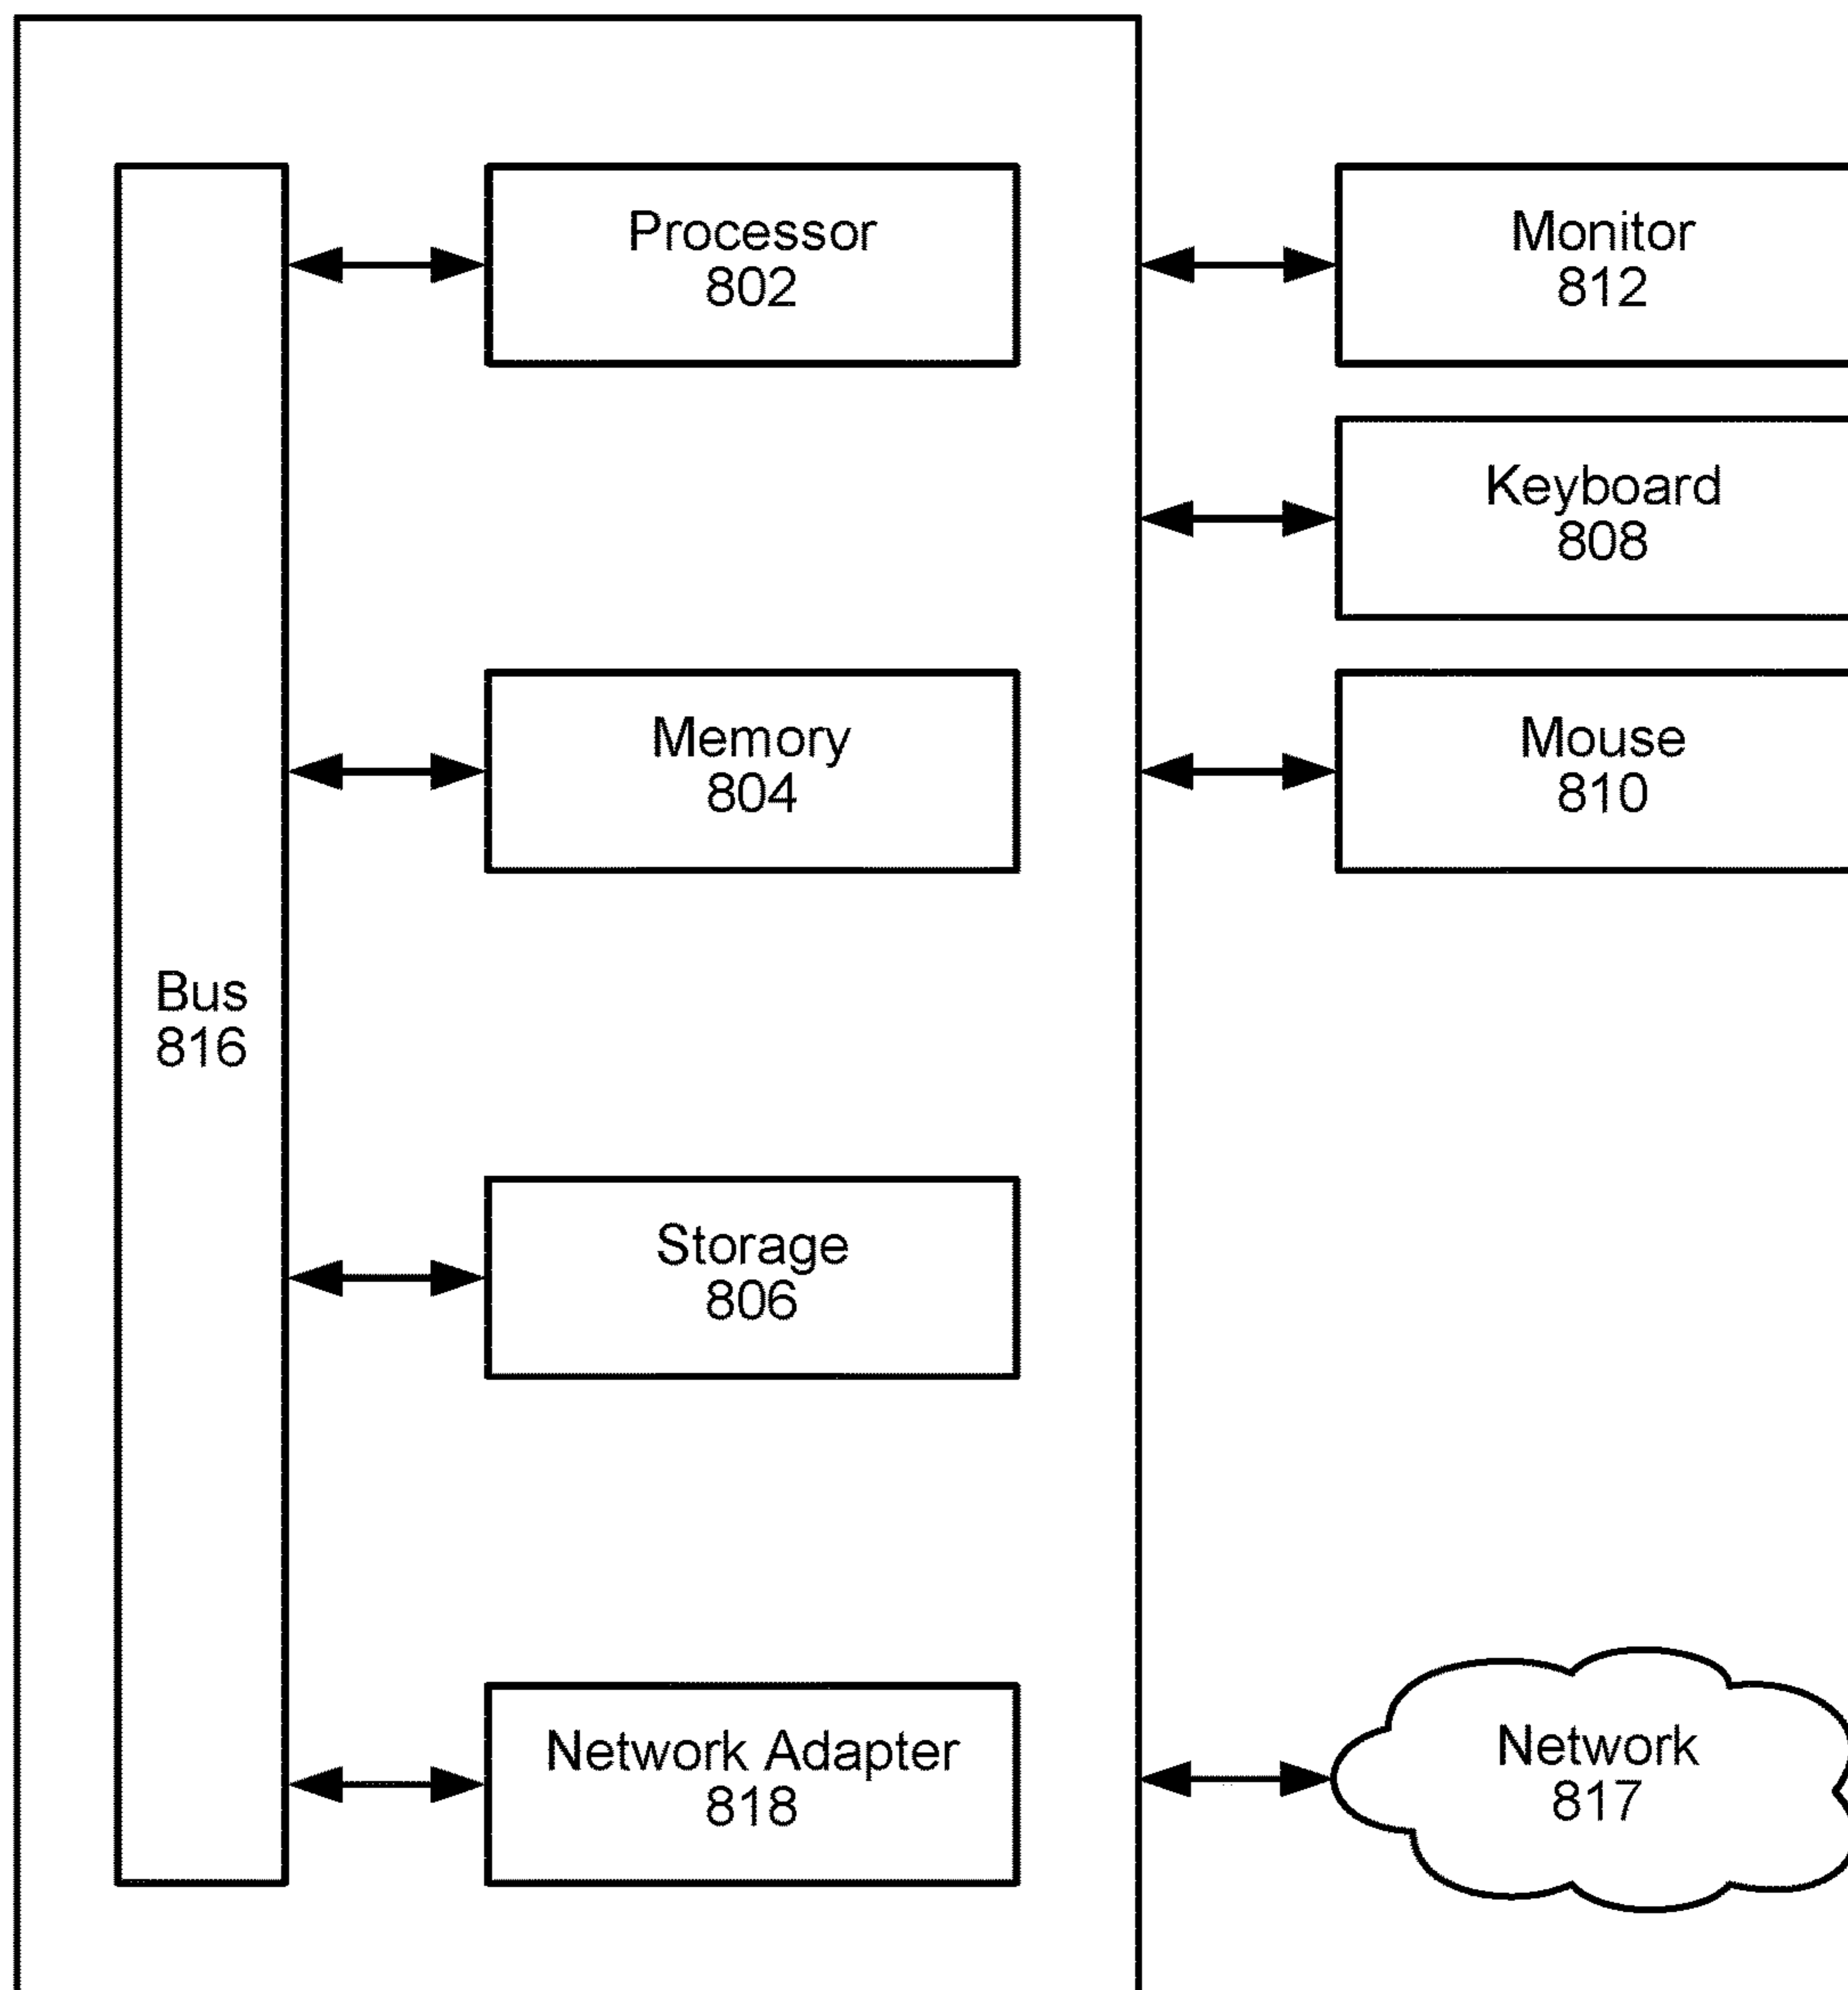 Processor
802
Monitor
812
Keyboard
808
Memory
804
Mouse
810
Bus
816
Storage
806
Network Adapter
818
Network
817